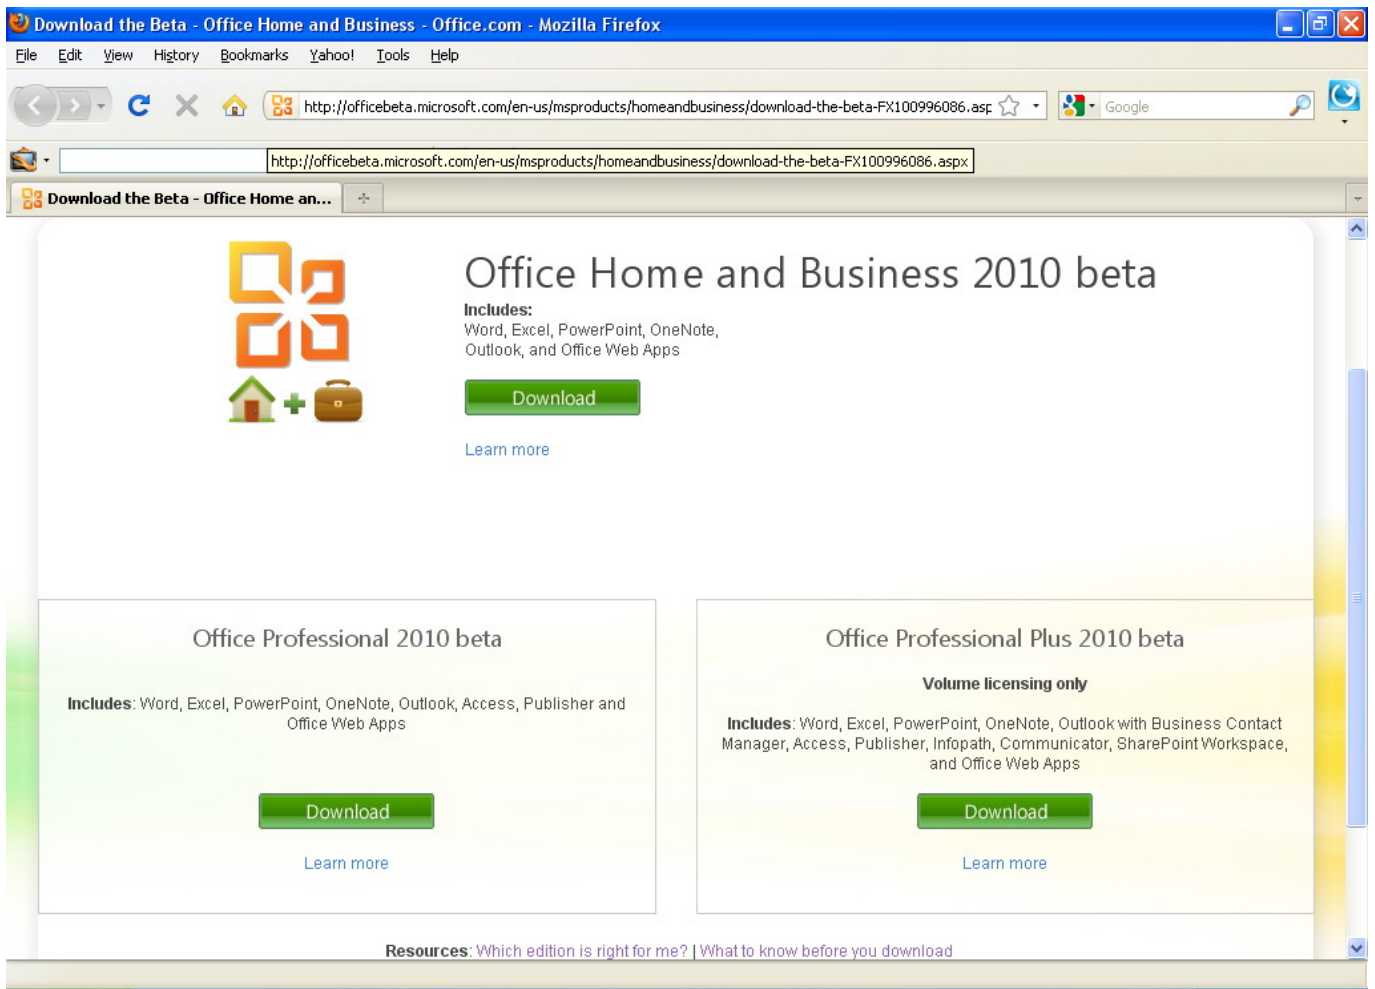 Download the Beta - Office Home and Business - Office.com - Mozilla Firefox
File Edit View History Bookmarks Yahoo! Tools Help
http://officebeta.microsoft.com/en-us/msproducts/homeandbusiness/download-the-beta-FX100996086.asp
Google
http://officebeta.microsoft.com/en-us/msproducts/homeandbusiness/download-the-beta-FX100996086.aspx
Download the Beta - Office Home an...
Office Home and Business 2010 beta
Includes:
Word, Excel, PowerPoint, OneNote,
Outlook, and Office Web Apps
Download
Learn more
Office Professional 2010 beta
Includes: Word, Excel, PowerPoint, OneNote, Outlook, Access, Publisher and
Office Web Apps
Download
Learn more
Office Professional Plus 2010 beta
Volume licensing only
Includes: Word, Excel, PowerPoint, OneNote, Outlook with Business Contact
Manager, Access, Publisher, Infopath, Communicator, SharePoint Workspace,
and Office Web Apps
Download
Learn more
Resources: Which edition is right for me? | What to know before you download